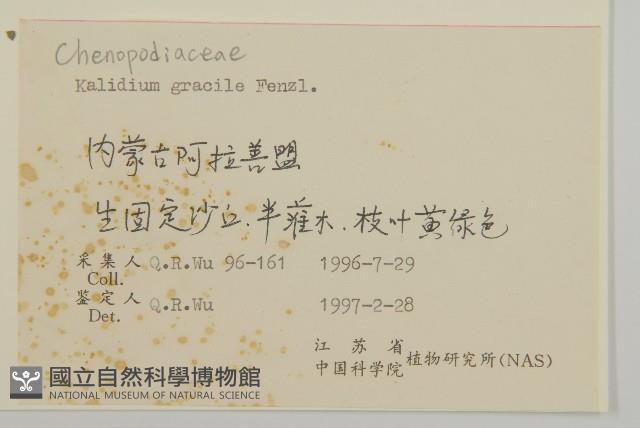 Chenopodiaceae
Kalidium gracile Fenzl.
内蒙古阿拉善盟
生固定沙丘.半蓷木.枝叶黄绿色
采集人 Q.R.Wu 96-161 1996-7-29
Coll.
鉴定人 Q.R.Wu 1997-2-28
Det.
江苏省
中国科学院植物研究所(NAS)
國立自然科學博物館
NATIONAL MUSEUM OF NATURAL SCIENCE